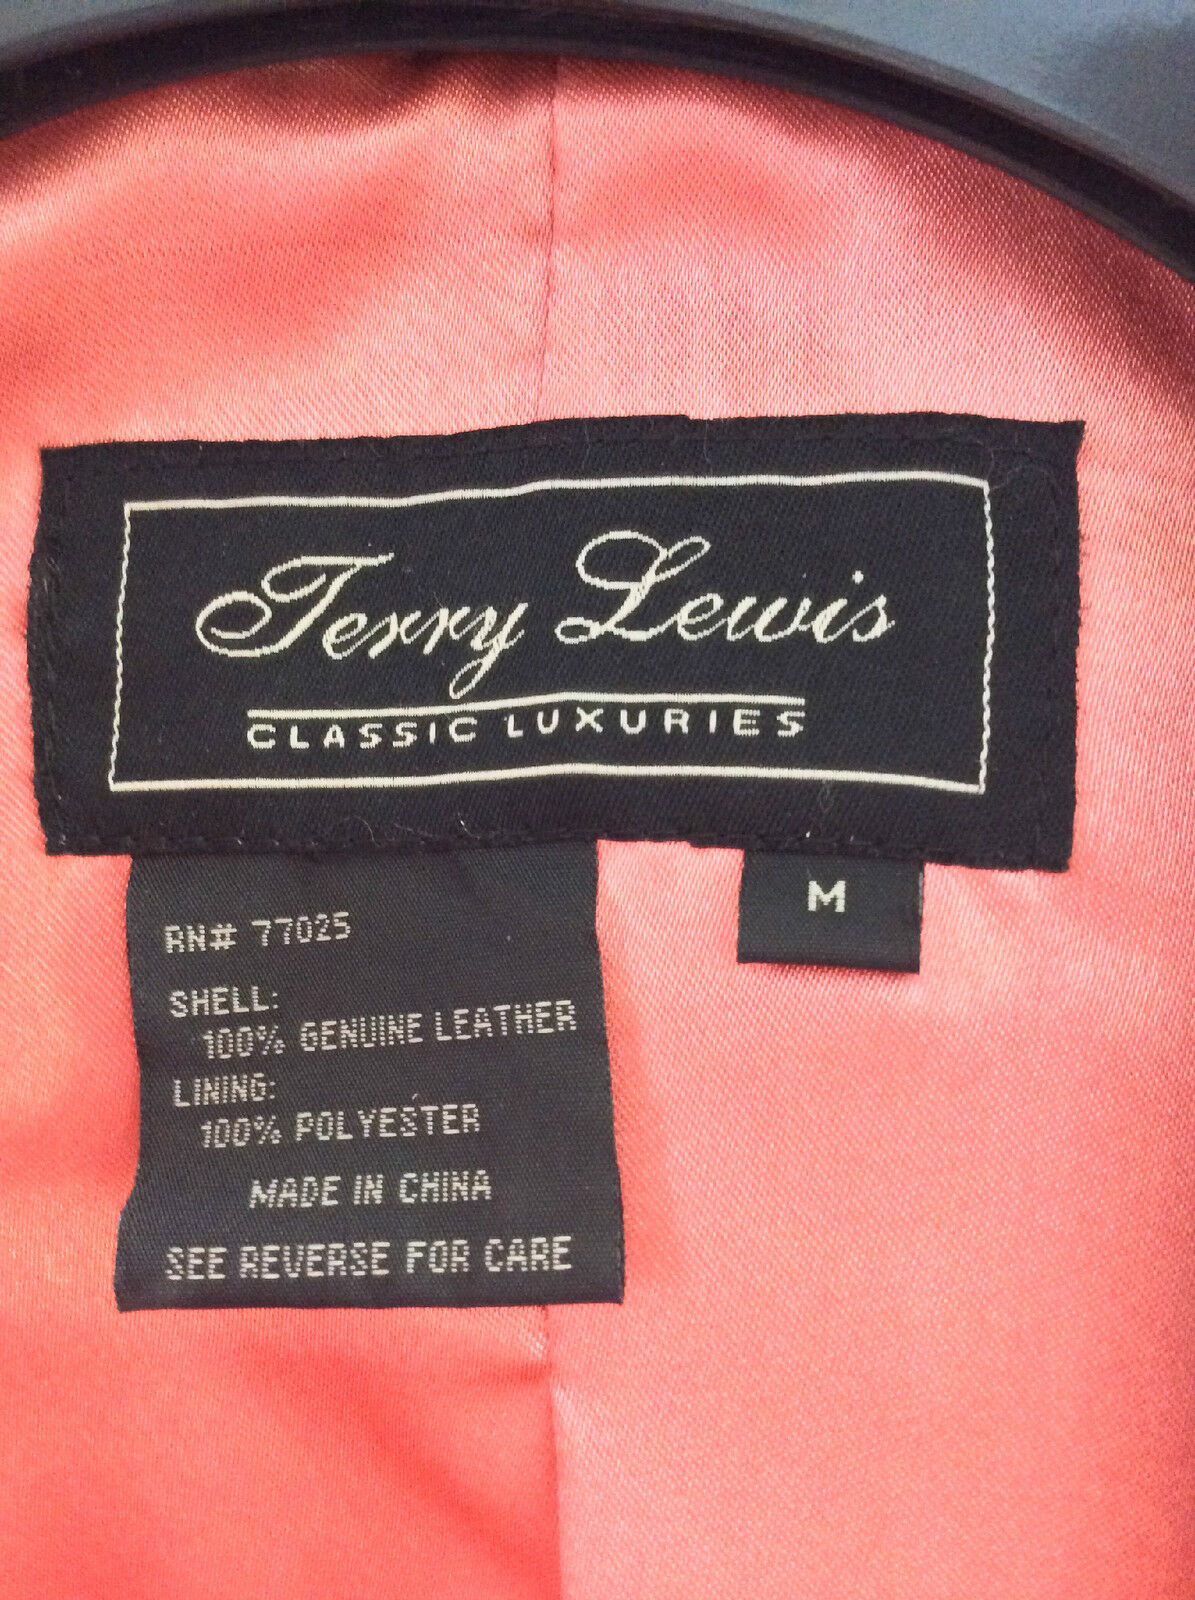 Terry Lewis
CLASSIC LUXURIES
M
RN# 77025
SHELL:
100% GENUINE LEATHER
LINING:
100% POLYESTER
MADE IN CHINA
SEE REVERSE FOR CARE